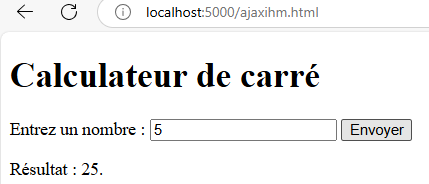 localhost:5000/ajaxihm.html
Calculateur de carré
Entrez un nombre : 5 Envoyer
Résultat : 25.